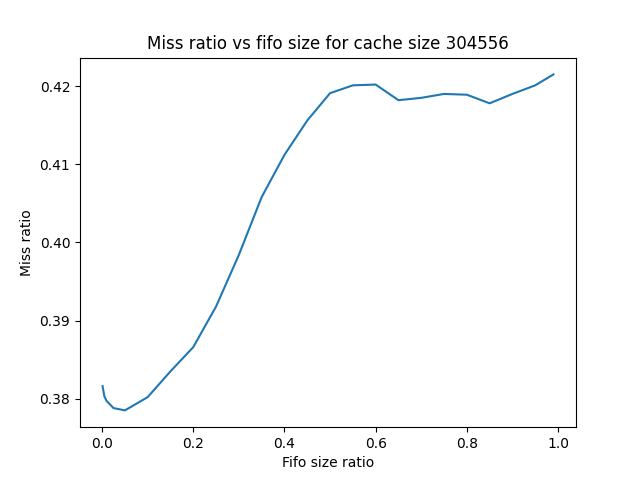 Miss ratio vs fifo size for cache size 304556
0.42
0.41
0.40
0.39
0.38
Miss ratio
0.0 0.2 0.4 0.6 0.8 1.0
Fifo size ratio